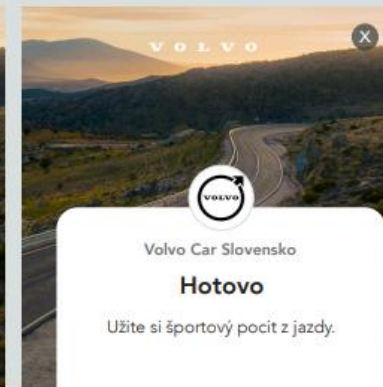 VOLVO
X
VOLVO
Volvo Car Slovensko
Hotovo
Užite si športový pocit z jazdy.